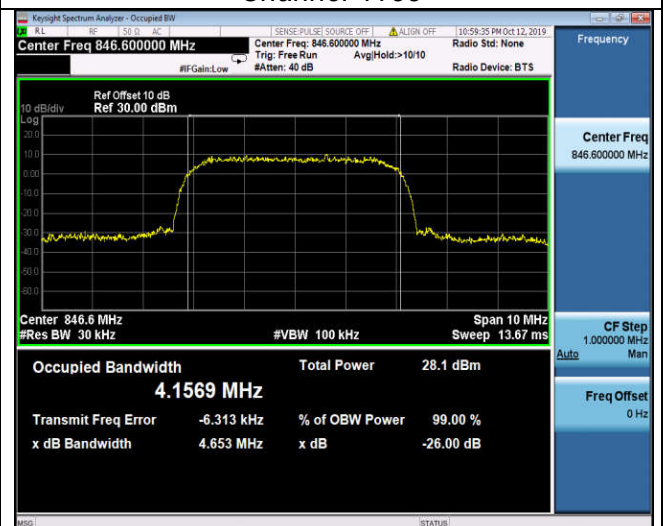 Keysight Spectrum Analyzer - Occupied BW
RL RF 50 Ω AC SENSE:PULSE SOURCE OFF ALIGN OFF 10:59:35 PM Oct 12, 2019
Center Freq 846.600000 MHz
Center Freq: 846.600000 MHz
Radio Std: None
Trig: Free Run Avg|Hold:>10/10
#IFGain:Low
#Atten: 40 dB
Radio Device: BTS
Frequency
Ref Offset 10 dB
10 dB/div Ref 30.00 dBm
Log
20.0
10.0
0.00
-10.0
-20.0
-30.0
-40.0
-50.0
-60.0
Center 846.6 MHz Span 10 MHz
#Res BW 30 kHz #VBW 100 kHz Sweep 13.67 ms
Center Freq
846.600000 MHz
CF Step
1.000000 MHz
Auto Man
Freq Offset
0 Hz
Occupied Bandwidth Total Power 28.1 dBm
4.1569 MHz
Transmit Freq Error -6.313 kHz % of OBW Power 99.00 %
x dB Bandwidth 4.653 MHz x dB -26.00 dB
MSG STATUS